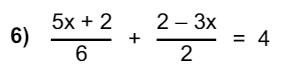 6) (5x + 2)/6 + (2 – 3x)/2 = 4